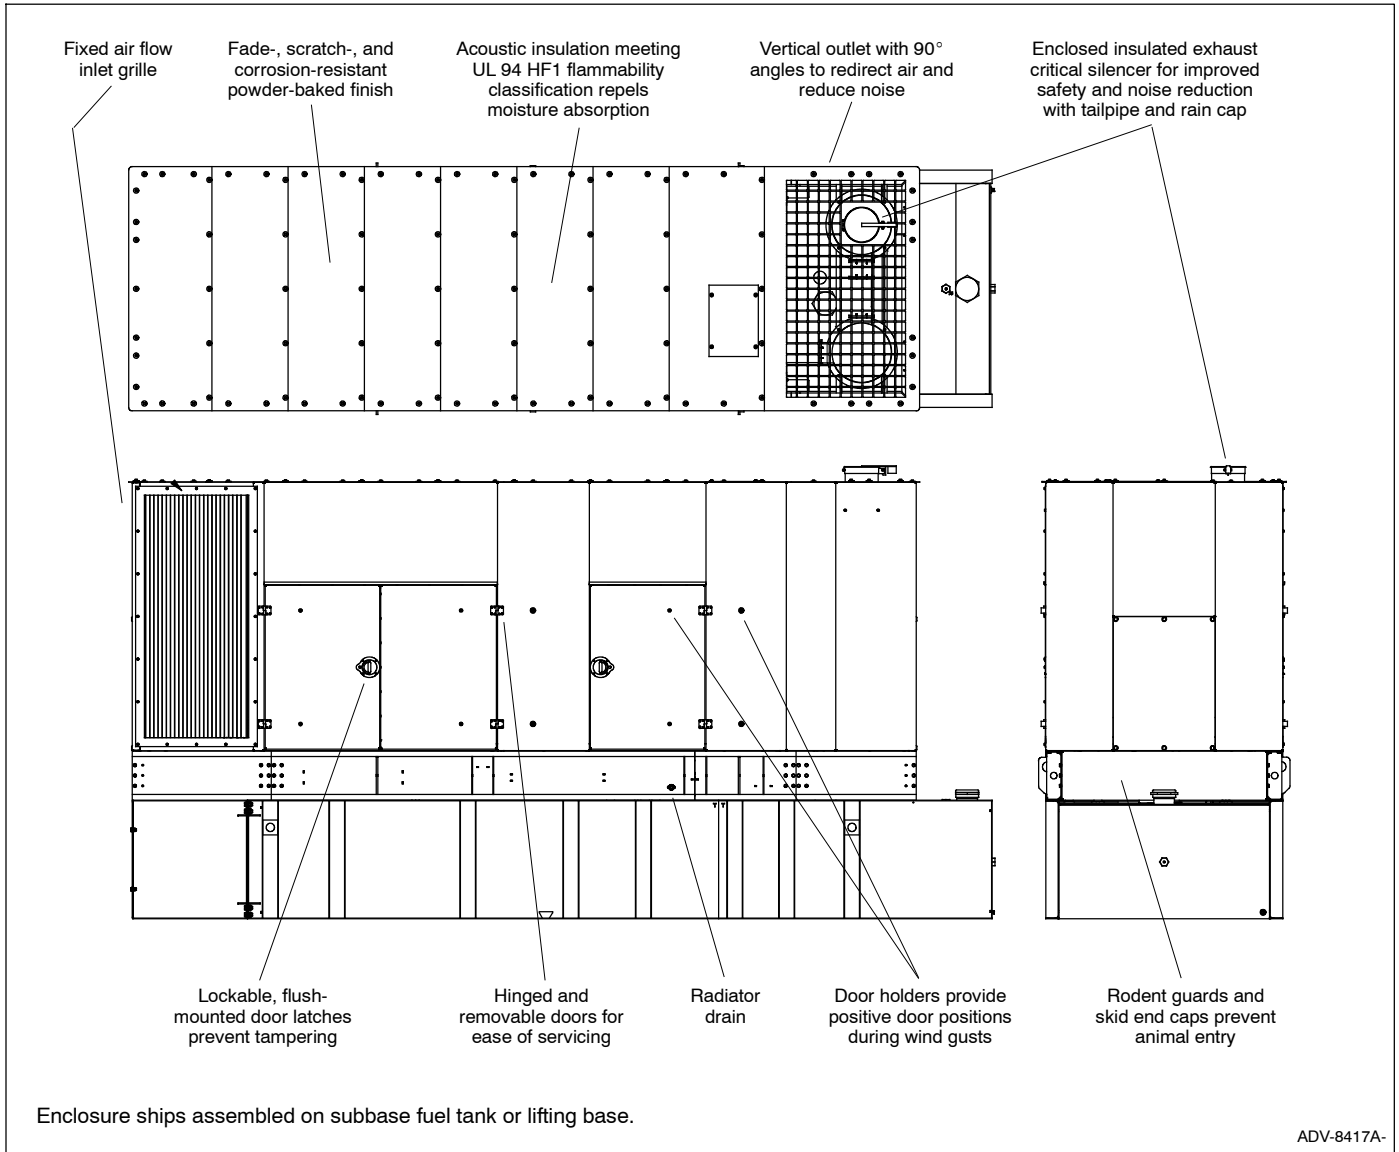 Fixed air flow
inlet grille
Fade-, scratch-, and
corrosion-resistant
powder-baked finish
Acoustic insulation meeting
UL 94 HF1 flammability
classification repels
moisture absorption
Vertical outlet with 90°
angles to redirect air and
reduce noise
Enclosed insulated exhaust
critical silencer for improved
safety and noise reduction
with tailpipe and rain cap
Lockable, flush-
mounted door latches
prevent tampering
Hinged and
removable doors for
ease of servicing
Radiator
drain
Door holders provide
positive door positions
during wind gusts
Rodent guards and
skid end caps prevent
animal entry
Enclosure ships assembled on subbase fuel tank or lifting base.
ADV-8417A-